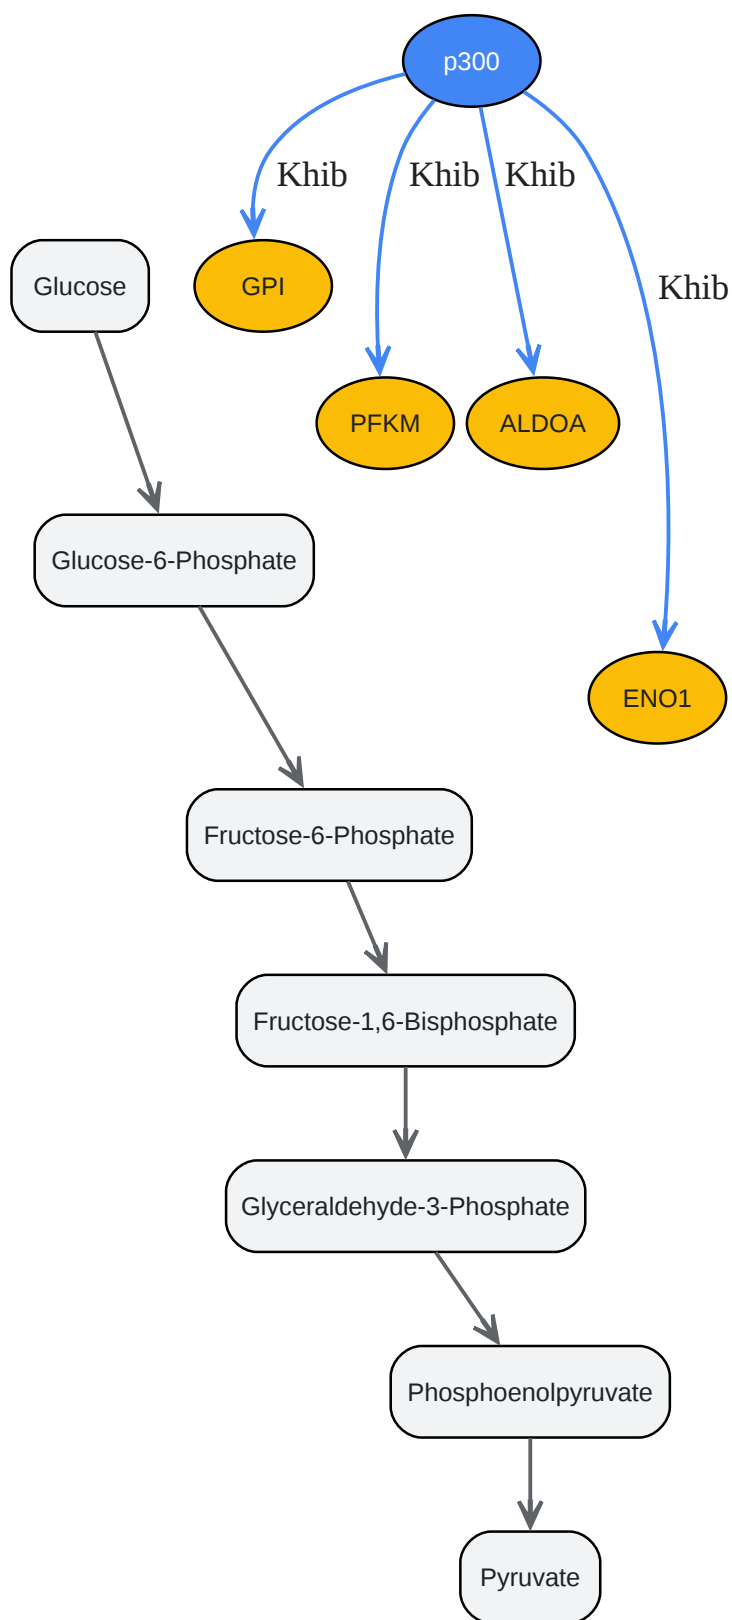 p300
Khib
Khib
Khib
Khib
Glucose
GPI
PFKM
ALDOA
Glucose-6-Phosphate
ENO1
Fructose-6-Phosphate
Fructose-1,6-Bisphosphate
Glyceraldehyde-3-Phosphate
Phosphoenolpyruvate
Pyruvate